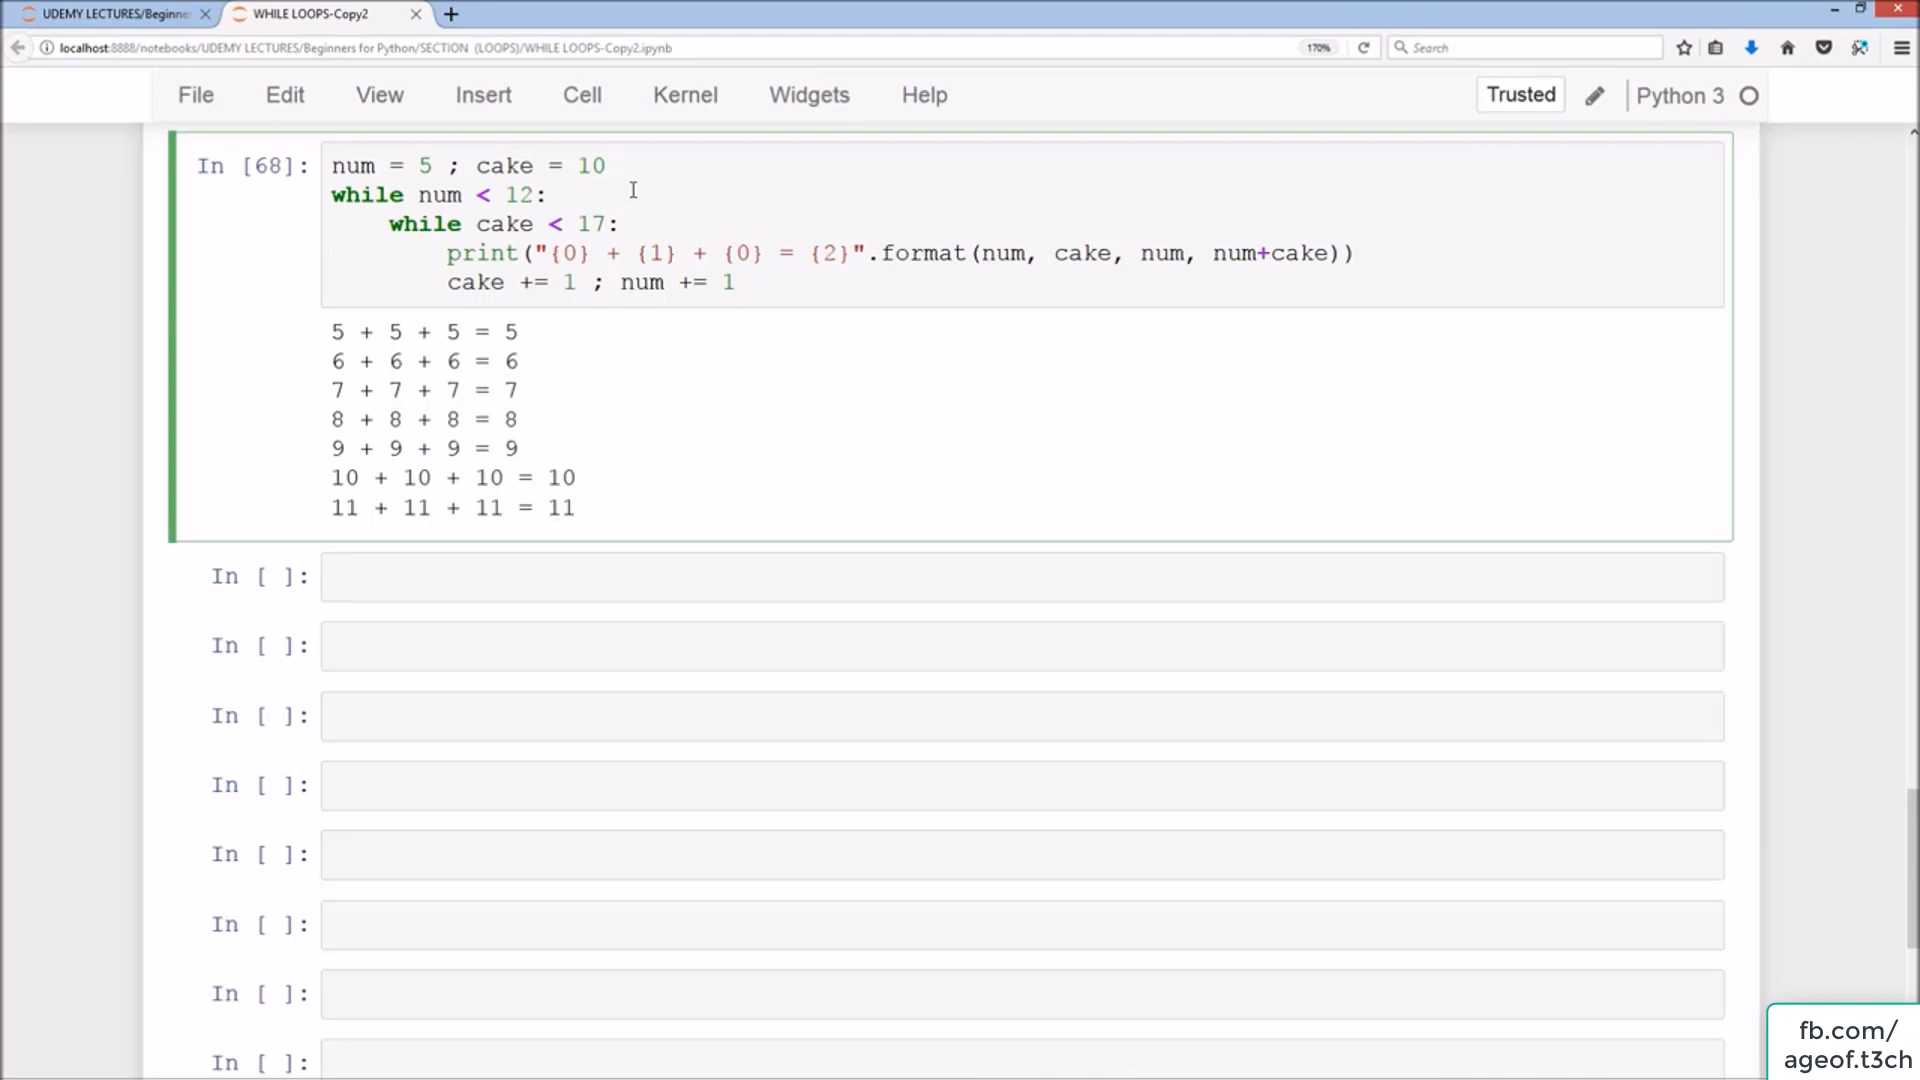 UDEMY LECTURES/Beginne
WHILE LOOPS-Copy2
localhost:8888/notebooks/UDEMY LECTURES/Beginners for Python/SECTION (LOOPS)/WHILE LOOPS-Copy2.ipynb
170%
Search
File Edit View Insert Cell Kernel Widgets Help
Trusted
Python 3
In [68]:
num = 5 ; cake = 10
while num < 12:
while cake < 17:
print("{0} + {1} + {0} = {2}".format(num, cake, num, num+cake))
cake += 1 ; num += 1
5 + 5 + 5 = 5
6 + 6 + 6 = 6
7 + 7 + 7 = 7
8 + 8 + 8 = 8
9 + 9 + 9 = 9
10 + 10 + 10 = 10
11 + 11 + 11 = 11
In [ ]:
In [ ]:
In [ ]:
In [ ]:
In [ ]:
In [ ]:
In [ ]:
In [ ]:
fb.com/
ageof.t3ch